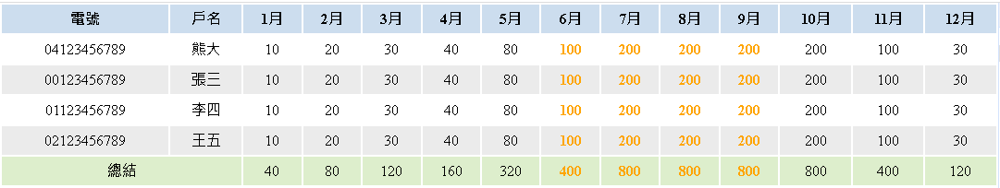 電號 戶名 1月 2月 3月 4月 5月 6月 7月 8月 9月 10月 11月 12月
04123456789 熊大 10 20 30 40 80 100 200 200 200 200 100 30
00123456789 張三 10 20 30 40 80 100 200 200 200 200 100 30
01123456789 李四 10 20 30 40 80 100 200 200 200 200 100 30
02123456789 王五 10 20 30 40 80 100 200 200 200 200 100 30
總結 40 80 120 160 320 400 800 800 800 800 400 120